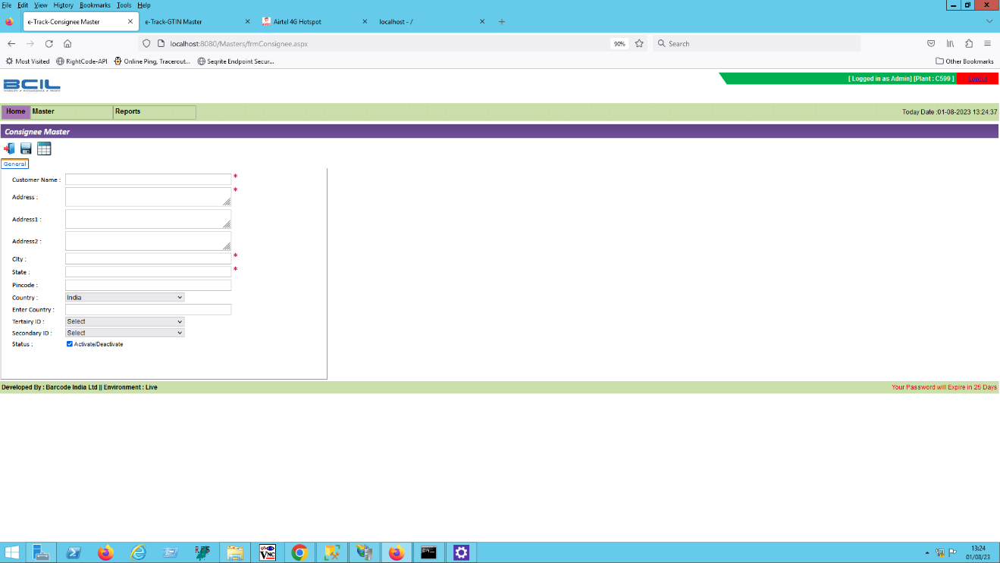 File Edit View History Bookmarks Tools Help
e-Track-Consignee Master
e-Track-GTIN Master
Airtel 4G Hotspot
localhost - /
localhost:8080/Masters/frmConsignee.aspx
90%
Search
Most Visited
RightCode-API
Online Ping, Tracerout...
Seqrite Endpoint Secur...
Other Bookmarks
BCIL
[ Logged in as Admin] [Plant : C599 ]
Home
Master
Reports
Today Date :01-08-2023 13:24:37
Consignee Master
General
Customer Name : *
Address : *
Address1 :
Address2 :
City : *
State : *
Pincode :
Country : India
Enter Country :
Tertairy ID : Select
Secondary ID : Select
Status : Activate/Deactivate
Developed By : Barcode India Ltd || Environment : Live
Your Password will Expire in 25 Days
VNC
13:24
01/08/23